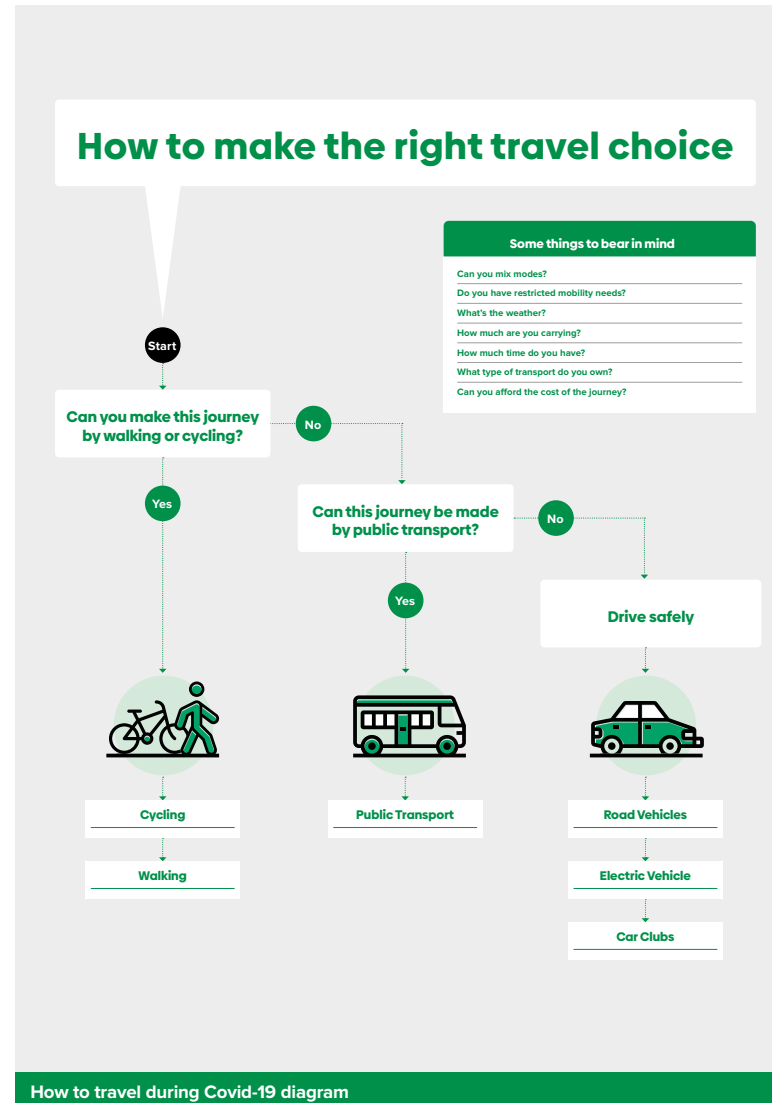 How to make the right travel choice
Some things to bear in mind
Can you mix modes?
Do you have restricted mobility needs?
What's the weather?
How much are you carrying?
How much time do you have?
What type of transport do you own?
Can you afford the cost of the journey?
Start
Can you make this journey
by walking or cycling?
No
Yes
Can this journey be made
by public transport?
No
Yes
Drive safely
Cycling
Walking
Public Transport
Road Vehicles
Electric Vehicle
Car Clubs
How to travel during Covid-19 diagram